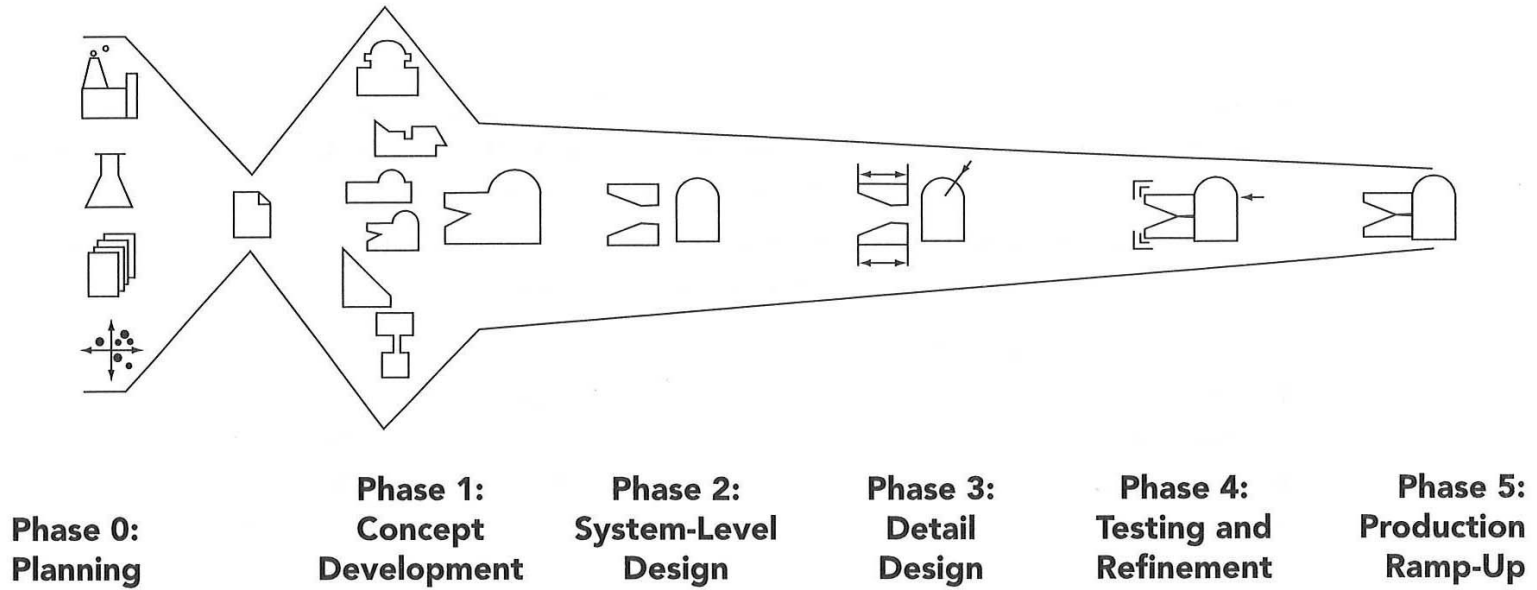 Phase 0:
Planning
Phase 1:
Concept
Development
Phase 2:
System-Level
Design
Phase 3:
Detail
Design
Phase 4:
Testing and
Refinement
Phase 5:
Production
Ramp-Up